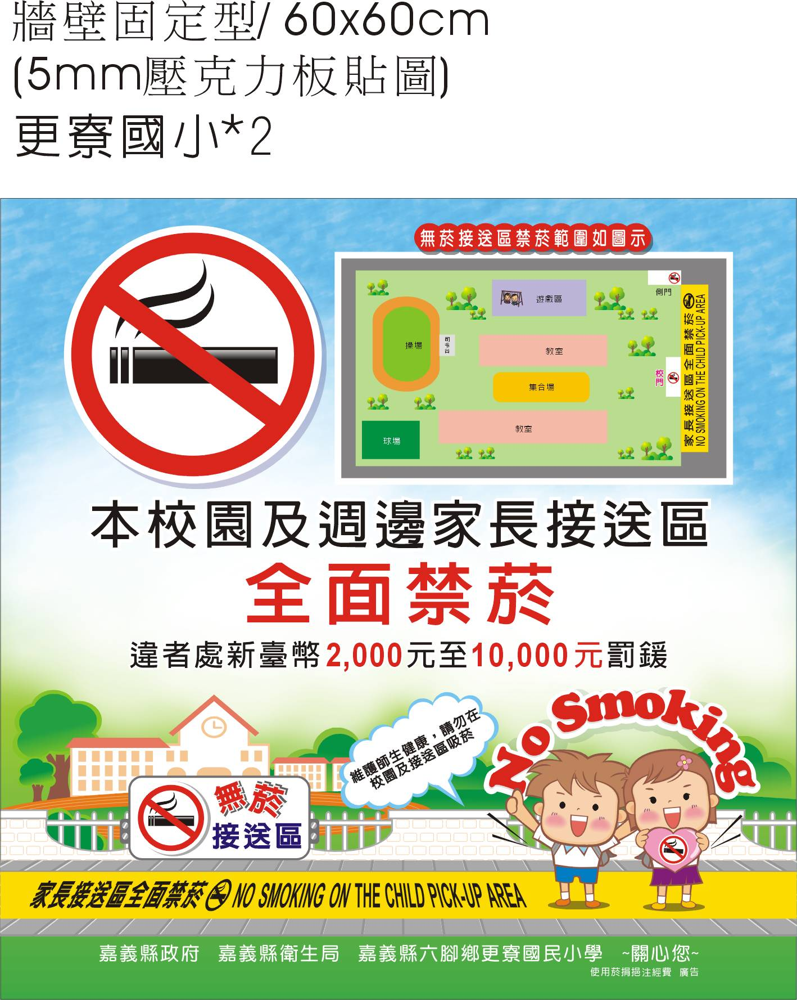 牆壁固定型/ 60x60cm
(5mm壓克力板貼圖)
更寮國小*2
無菸接送區禁菸範圍如圖示
側門
遊戲區
操場
司令台
教室
校門
集合場
教室
球場
家長接送區全面禁菸
NO SMOKING ON THE CHILD PICK-UP AREA
本校園及週邊家長接送區
全面禁菸
違者處新臺幣2,000元至10,000元罰鍰
No Smoking
維護師生健康，請勿在
校園及接送區吸菸
無菸
接送區
家長接送區全面禁菸 NO SMOKING ON THE CHILD PICK-UP AREA
嘉義縣政府 嘉義縣衛生局 嘉義縣六腳鄉更寮國民小學 ~關心您~
使用菸捐挹注經費 廣告